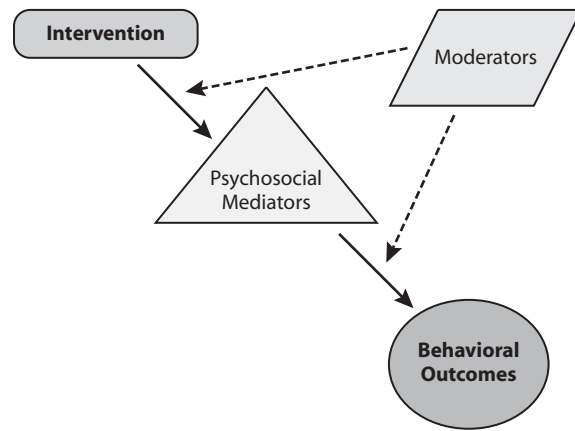 Intervention
Moderators
Psychosocial
Mediators
Behavioral
Outcomes